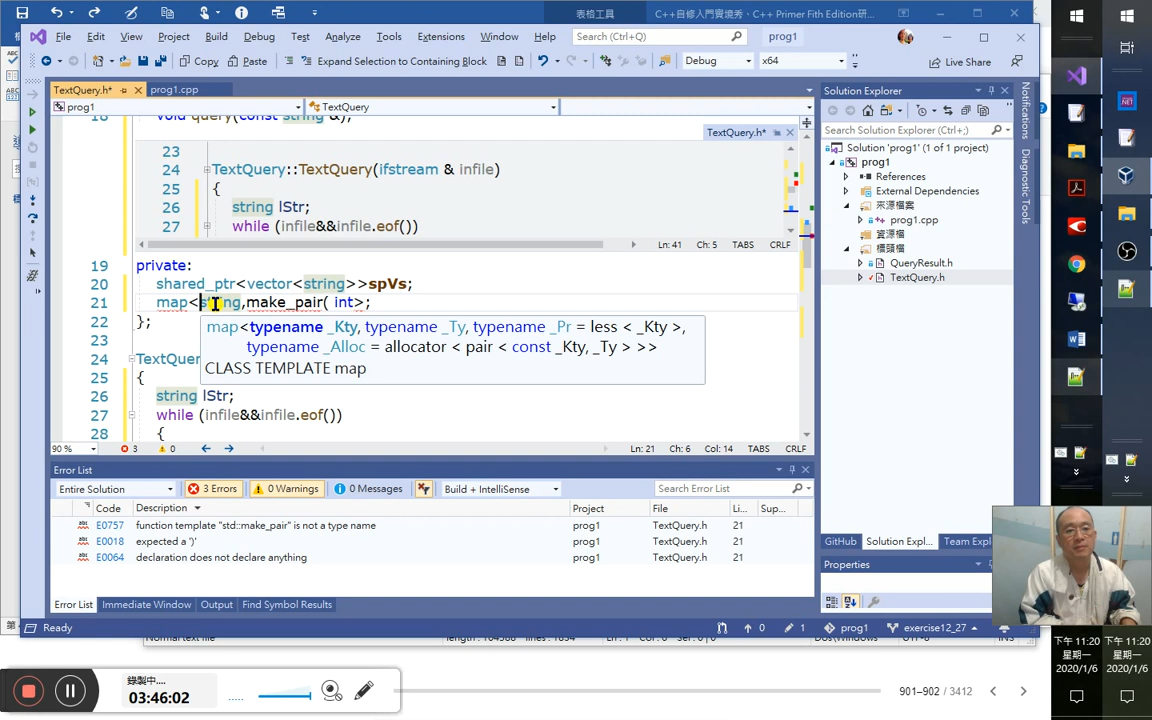 表格工具
C++自修入門實境秀、C++ Primer Fith Edition研...
File Edit View Project Build Debug Test Analyze Tools Extensions Window Help
Search (Ctrl+Q)
prog1
Copy Paste Expand Selection to Containing Block Debug x64 Live Share
TextQuery.h* prog1.cpp
prog1 TextQuery
18 void query(const string &);
TextQuery.h*
23
24 TextQuery::TextQuery(ifstream & infile)
25 {
26 string lStr;
27 while (infile&&infile.eof())
Ln: 41 Ch: 5 TABS CRLF
19 private:
20 shared_ptr<vector<string>>spVs;
21 map<string,make_pair( int>;
22 };
map<typename _Kty, typename _Ty, typename _Pr = less < _Kty >,
typename _Alloc = allocator < pair < const _Kty, _Ty > >>
CLASS TEMPLATE map
23
24 TextQuer
25 {
26 string lStr;
27 while (infile&&infile.eof())
28 {
90 % 3 0 Ln: 21 Ch: 6 Col: 14 TABS CRLF
Error List
Entire Solution 3 Errors 0 Warnings 0 Messages Build + IntelliSense Search Error List
Code Description Project File Li... Sup...
E0757 function template "std::make_pair" is not a type name prog1 TextQuery.h 21
E0018 expected a ')' prog1 TextQuery.h 21
E0064 declaration does not declare anything prog1 TextQuery.h 21
Error List Immediate Window Output Find Symbol Results
Ready 0 1 prog1 exercise12_27
Solution Explorer
Search Solution Explorer (Ctrl+;)
Solution 'prog1' (1 of 1 project)
prog1
References
External Dependencies
來源檔案
prog1.cpp
資源檔
標頭檔
QueryResult.h
TextQuery.h
GitHub Solution Expl... Team Expl
Properties
Notifications
Diagnostic Tools
錄製中....
03:46:02
901–902 / 3412
下午 11:20
星期一
2020/1/6
下午 11:20
星期一
2020/1/6